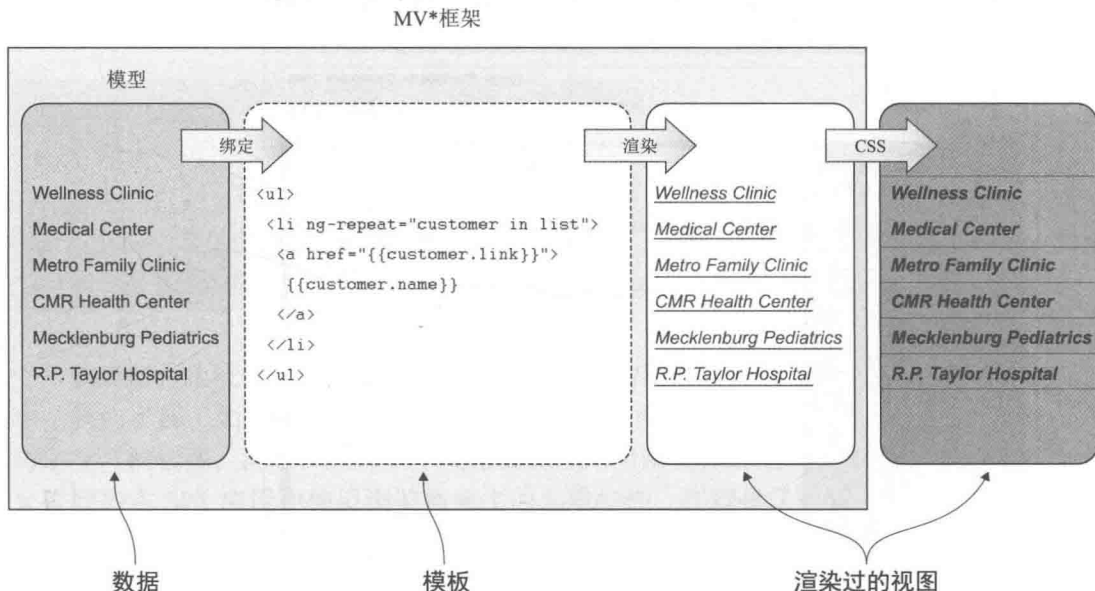 MV*框架
模型
绑定
渲染
CSS
Wellness Clinic
Medical Center
Metro Family Clinic
CMR Health Center
Mecklenburg Pediatrics
R.P. Taylor Hospital
<ul>
<li ng-repeat="customer in list">
<a href="{{customer.link}}">
{{customer.name}}
</a>
</li>
</ul>
Wellness Clinic
Medical Center
Metro Family Clinic
CMR Health Center
Mecklenburg Pediatrics
R.P. Taylor Hospital
Wellness Clinic
Medical Center
Metro Family Clinic
CMR Health Center
Mecklenburg Pediatrics
R.P. Taylor Hospital
数据
模板
渲染过的视图